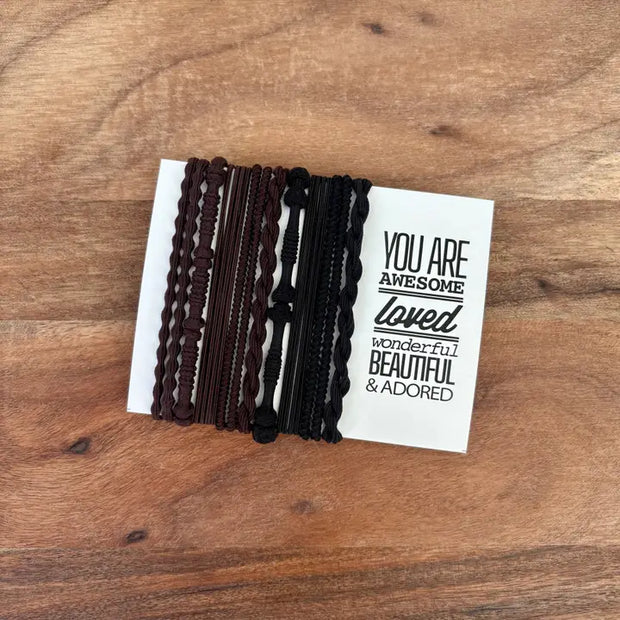 YOU ARE
AWESOME
loved
wonderful
BEAUTIFUL
& ADORED